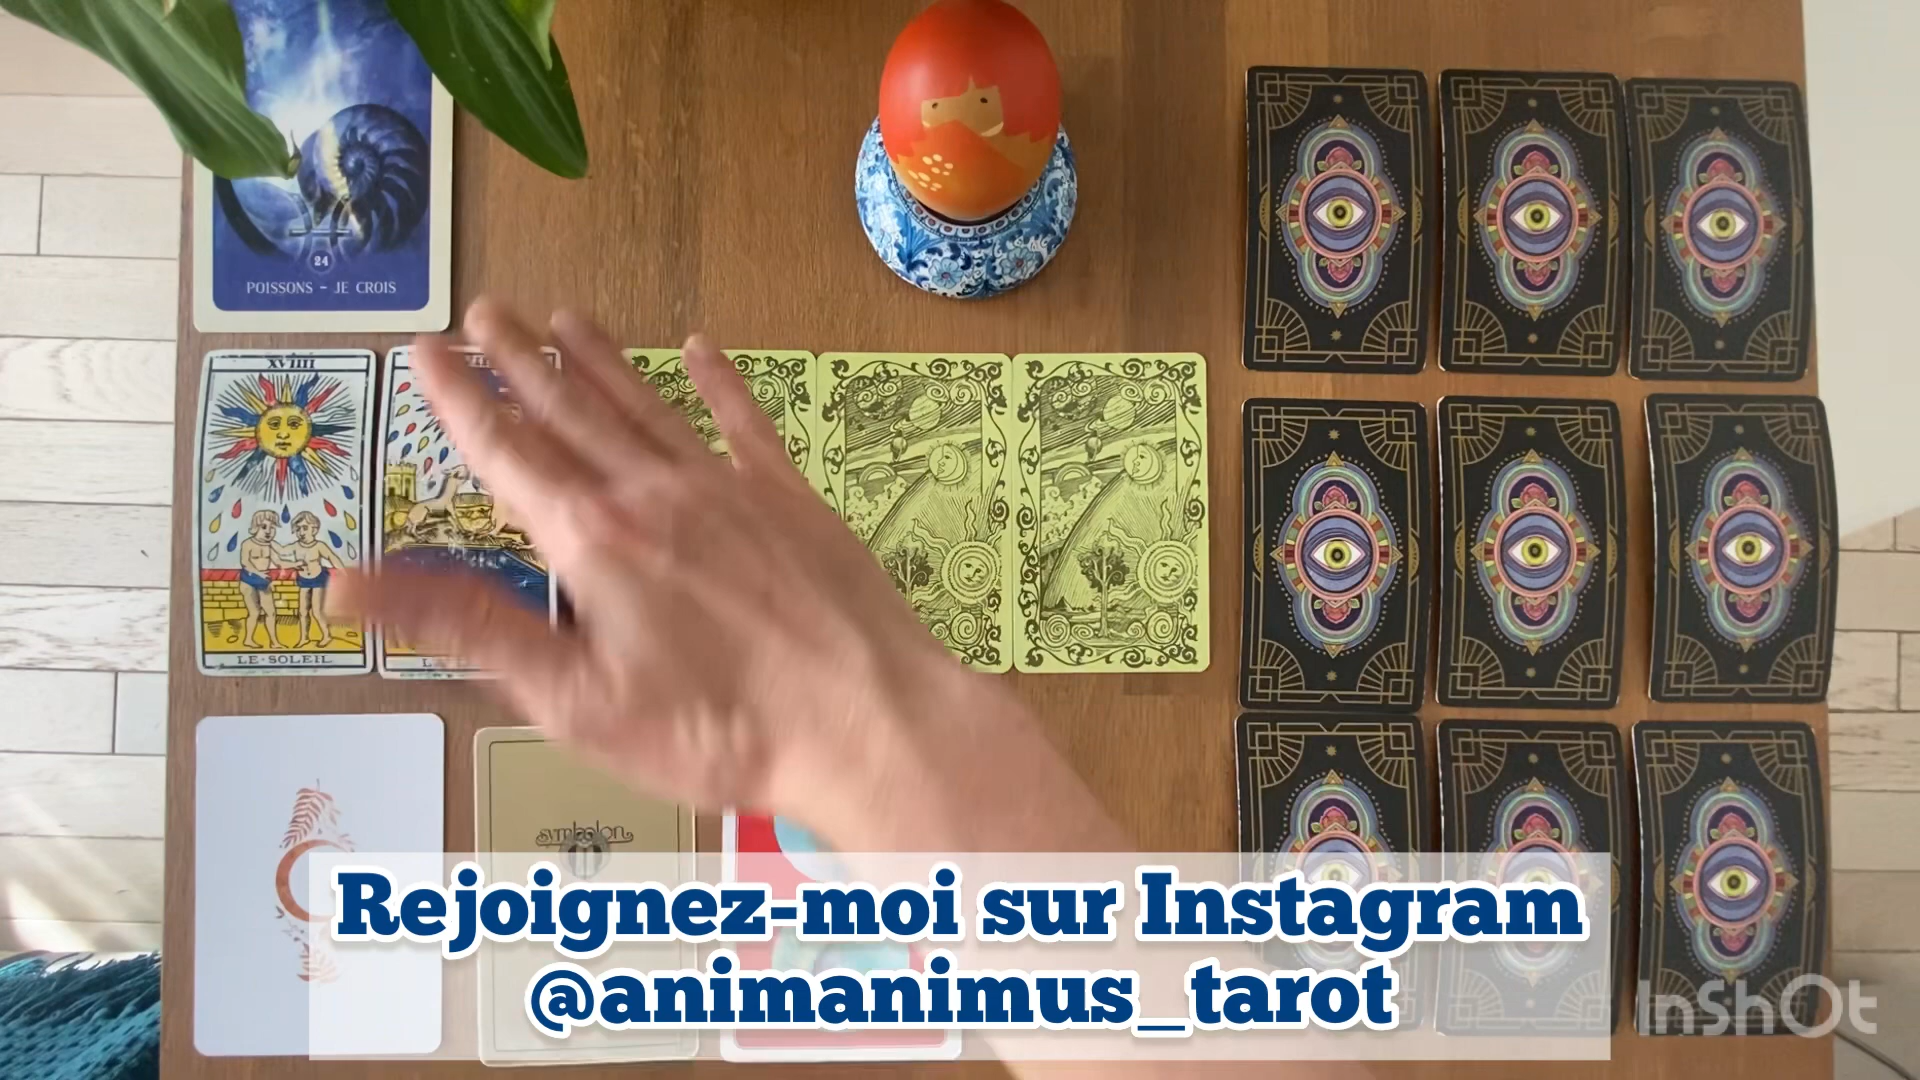 24
POISSONS - JE CROIS
XVIIII
LE·SOLEIL
symbolon
Rejoignez-moi sur Instagram
@animanimus_tarot
InShOt